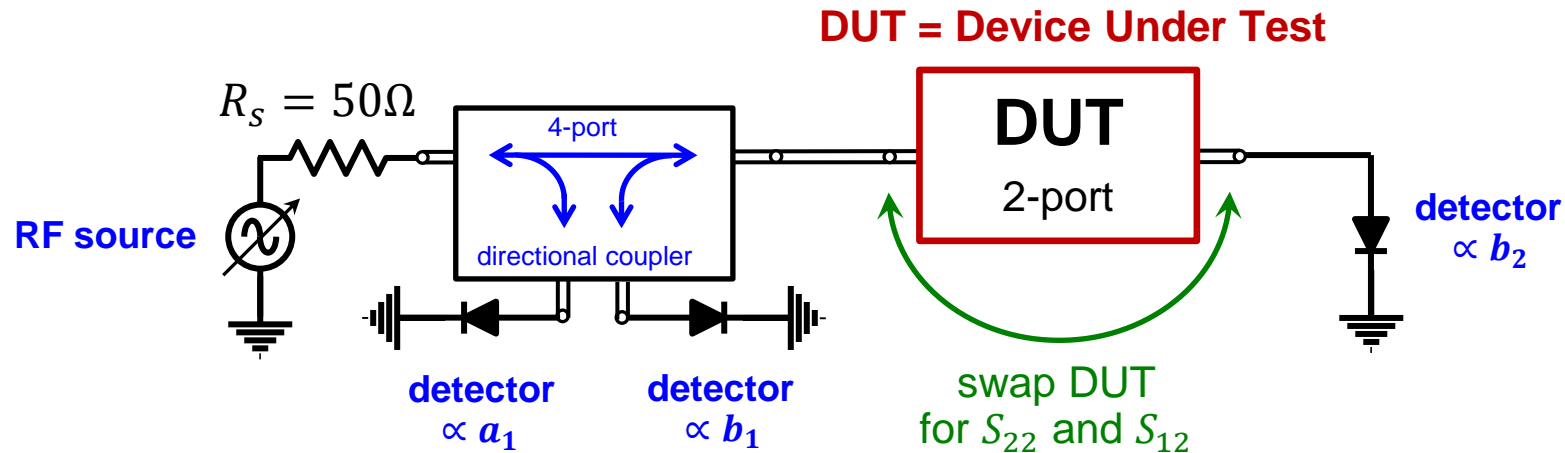 DUT = Device Under Test
R_s = 50Ω
4-port
DUT
2-port
RF source
directional coupler
detector
∝ b_2
detector
∝ a_1
detector
∝ b_1
swap DUT
for S_22 and S_12